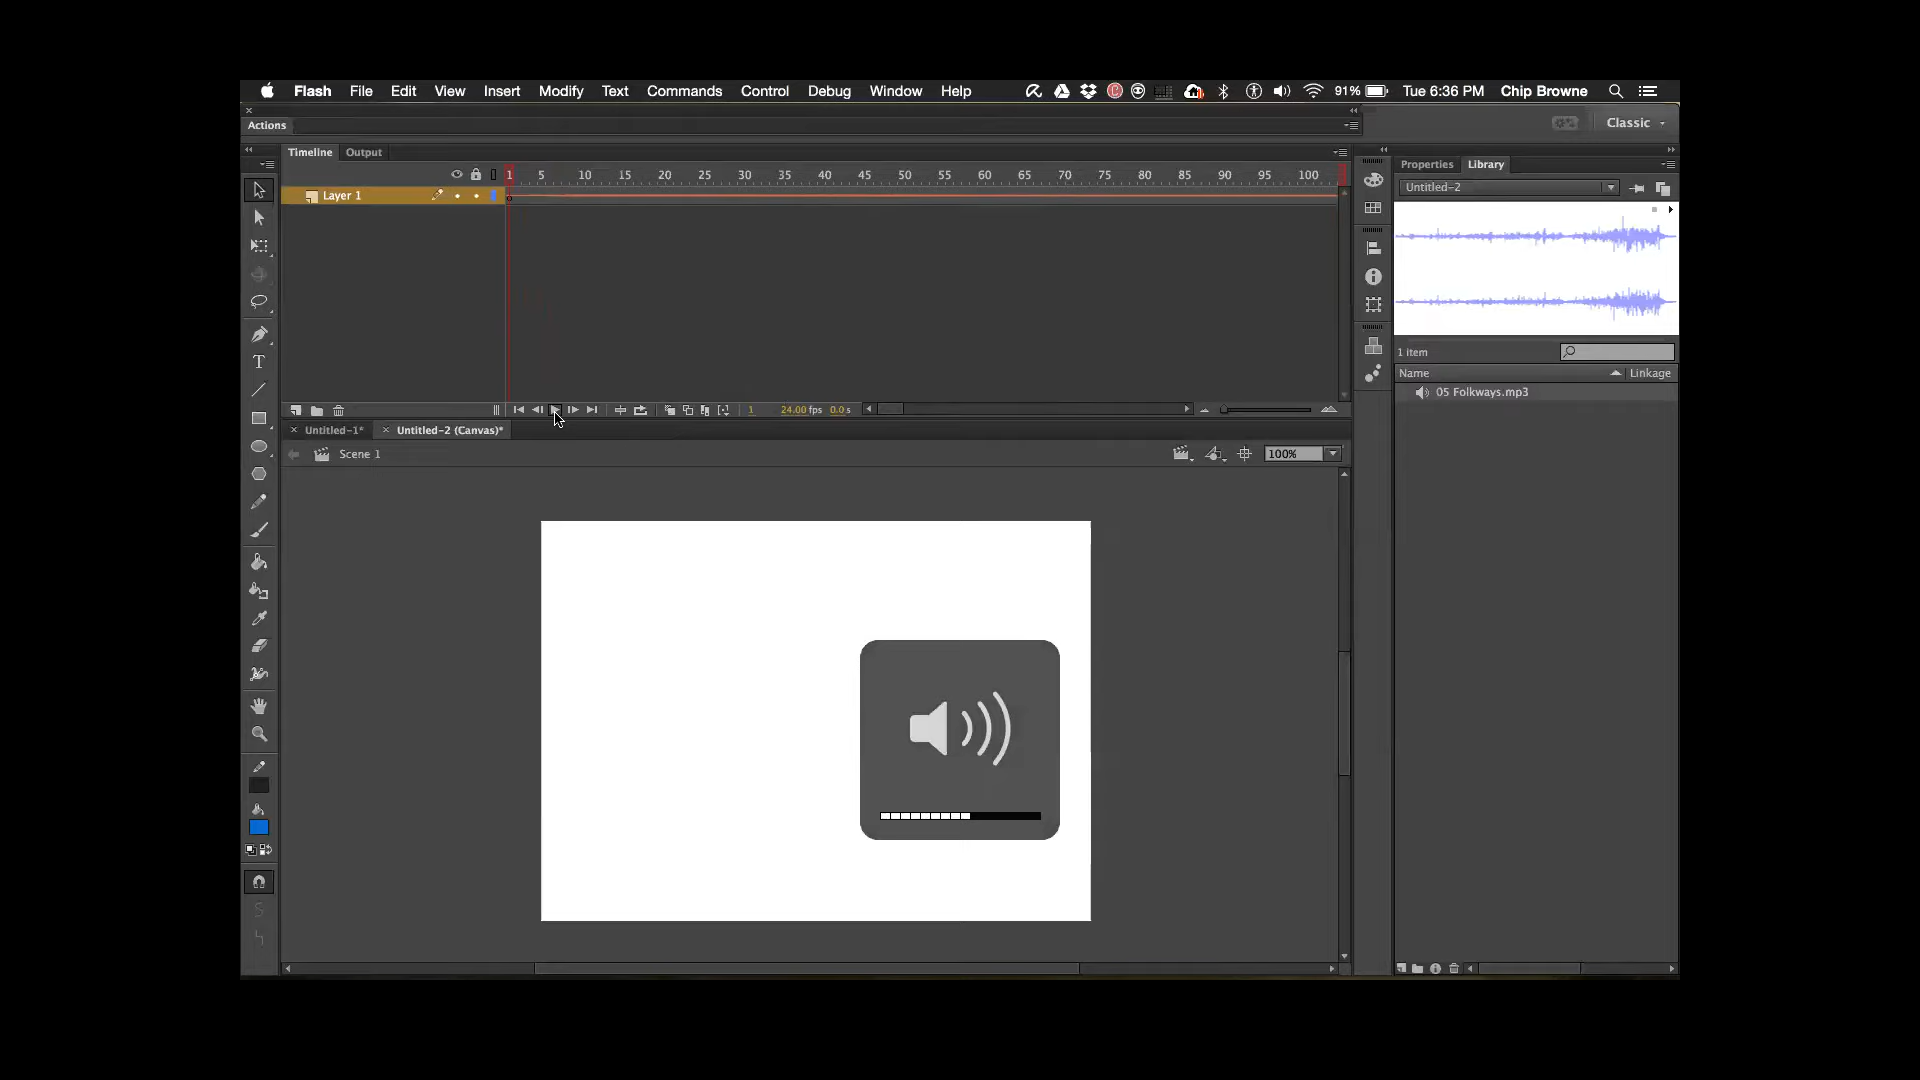 Flash File Edit View Insert Modify Text Commands Control Debug Window Help 91% Tue 6:36 PM Chip Browne
Actions
Classic
Timeline Output
Properties Library
1 5 10 15 20 25 30 35 40 45 50 55 60 65 70 75 80 85 90 95 100
Untitled-2
Layer 1
1 item
Name Linkage
05 Folkways.mp3
1 24.00 fps 0.0 s
Untitled-1* Untitled-2 (Canvas)*
Scene 1
100%